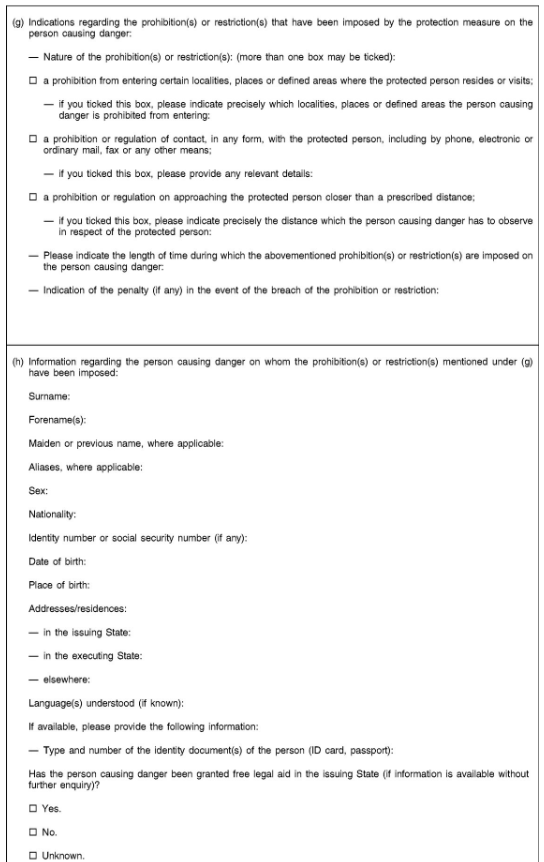 (g) Indications regarding the prohibition(s) or restriction(s) that have been imposed by the protection measure on the
person causing danger:
— Nature of the prohibition(s) or restriction(s): (more than one box may be ticked):
☐ a prohibition from entering certain localities, places or defined areas where the protected person resides or visits;
— if you ticked this box, please indicate precisely which localities, places or defined areas the person causing
danger is prohibited from entering:
☐ a prohibition or regulation of contact, in any form, with the protected person, including by phone, electronic or
ordinary mail, fax or any other means;
— if you ticked this box, please provide any relevant details:
☐ a prohibition or regulation on approaching the protected person closer than a prescribed distance;
— if you ticked this box, please indicate precisely the distance which the person causing danger has to observe
in respect of the protected person:
— Please indicate the length of time during which the abovementioned prohibition(s) or restriction(s) are imposed on
the person causing danger:
— Indication of the penalty (if any) in the event of the breach of the prohibition or restriction:
(h) Information regarding the person causing danger on whom the prohibition(s) or restriction(s) mentioned under (g)
have been imposed:
Surname:
Forename(s):
Maiden or previous name, where applicable:
Aliases, where applicable:
Sex:
Nationality:
Identity number or social security number (if any):
Date of birth:
Place of birth:
Addresses/residences:
— in the issuing State:
— in the executing State:
— elsewhere:
Language(s) understood (if known):
If available, please provide the following information:
— Type and number of the identity document(s) of the person (ID card, passport):
Has the person causing danger been granted free legal aid in the issuing State (if information is available without
further enquiry)?
☐ Yes.
☐ No.
☐ Unknown.